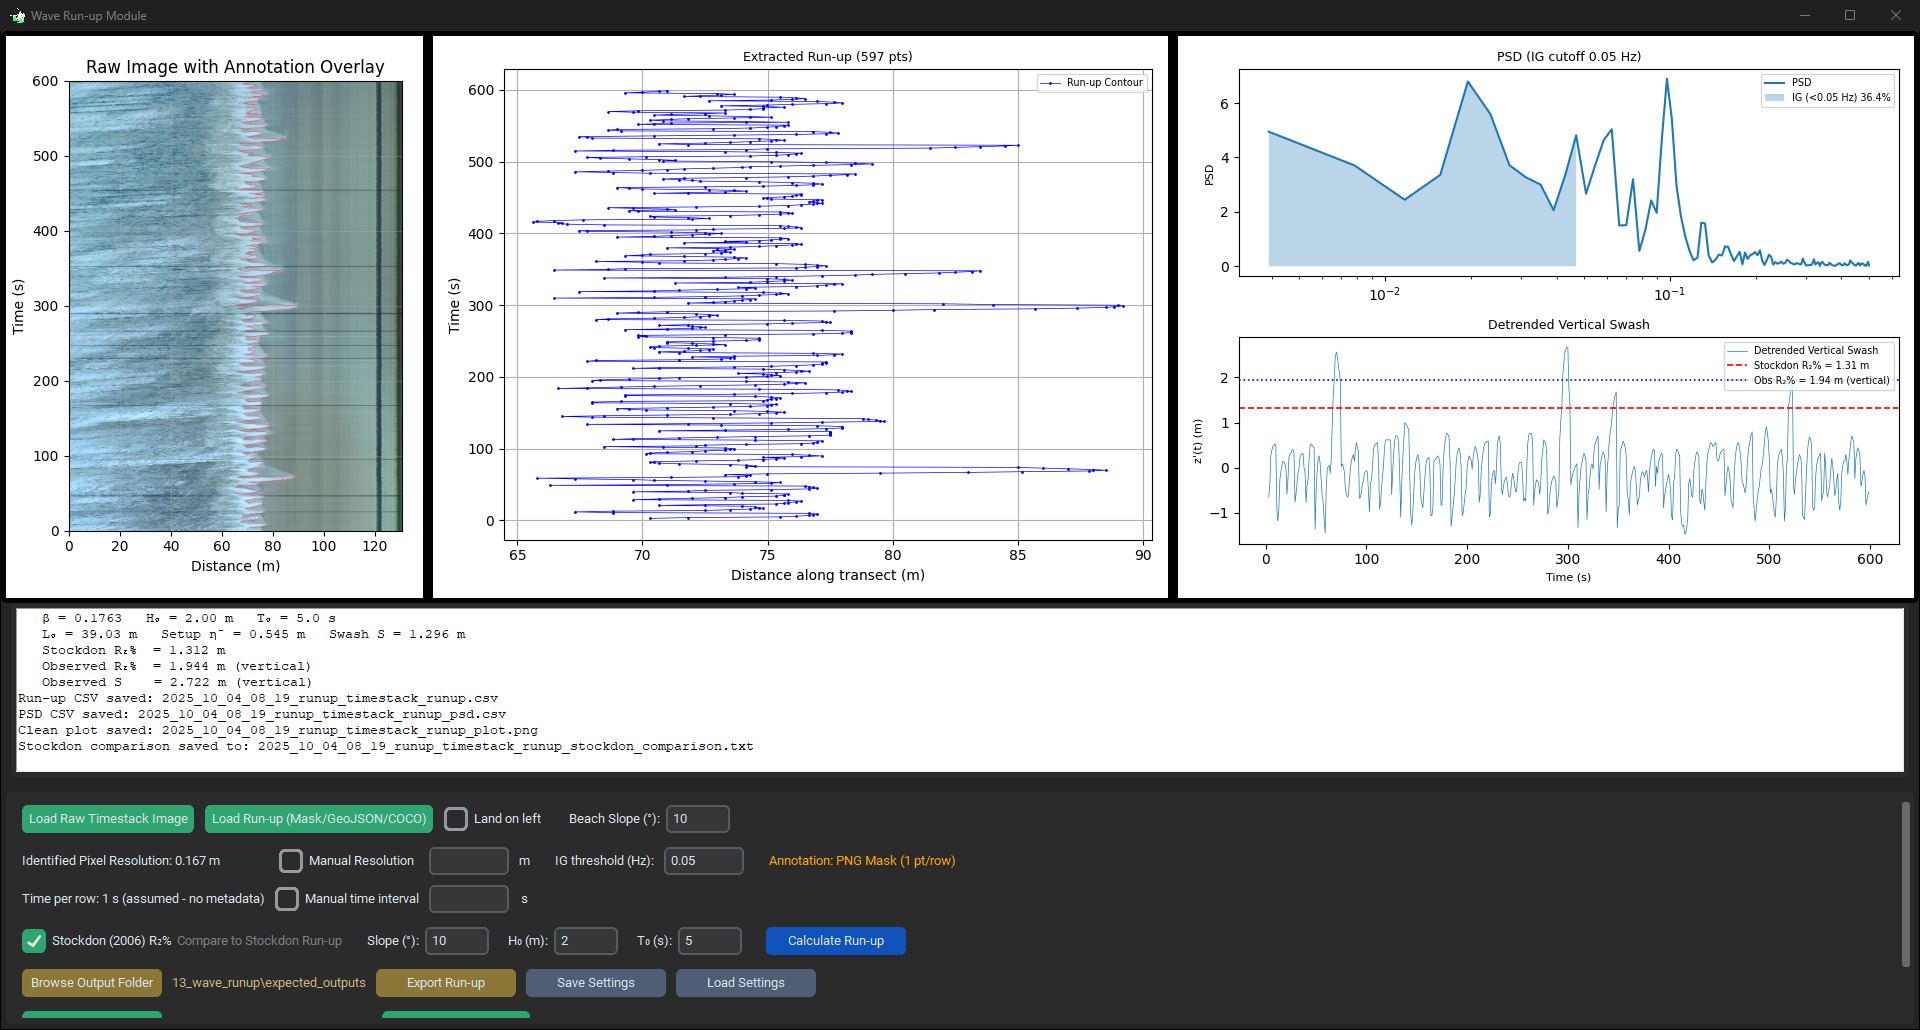 Wave Run-up Module
Raw Image with Annotation Overlay
600
500
400
300
200
100
0
Time (s)
0 20 40 60 80 100 120
Distance (m)
Extracted Run-up (597 pts)
Run-up Contour
600
500
400
300
200
100
0
Time (s)
65 70 75 80 85 90
Distance along transect (m)
PSD (IG cutoff 0.05 Hz)
PSD
IG (<0.05 Hz) 36.4%
6
4
2
0
PSD
10⁻² 10⁻¹
Detrended Vertical Swash
Detrended Vertical Swash
Stockdon R₂% = 1.31 m
Obs R₂% = 1.94 m (vertical)
2
1
0
−1
z'(t) (m)
0 100 200 300 400 500 600
Time (s)
β = 0.1763 H₀ = 2.00 m T₀ = 5.0 s
L₀ = 39.03 m Setup η̄ = 0.545 m Swash S = 1.296 m
Stockdon R₂% = 1.312 m
Observed R₂% = 1.944 m (vertical)
Observed S = 2.722 m (vertical)
Run-up CSV saved: 2025_10_04_08_19_runup_timestack_runup.csv
PSD CSV saved: 2025_10_04_08_19_runup_timestack_runup_psd.csv
Clean plot saved: 2025_10_04_08_19_runup_timestack_runup_plot.png
Stockdon comparison saved to: 2025_10_04_08_19_runup_timestack_runup_stockdon_comparison.txt
Load Raw Timestack Image Load Run-up (Mask/GeoJSON/COCO) Land on left Beach Slope (°): 10
Identified Pixel Resolution: 0.167 m Manual Resolution m IG threshold (Hz): 0.05 Annotation: PNG Mask (1 pt/row)
Time per row: 1 s (assumed - no metadata) Manual time interval s
Stockdon (2006) R₂% Compare to Stockdon Run-up Slope (°): 10 H₀ (m): 2 T₀ (s): 5 Calculate Run-up
Browse Output Folder 13_wave_runup\expected_outputs Export Run-up Save Settings Load Settings